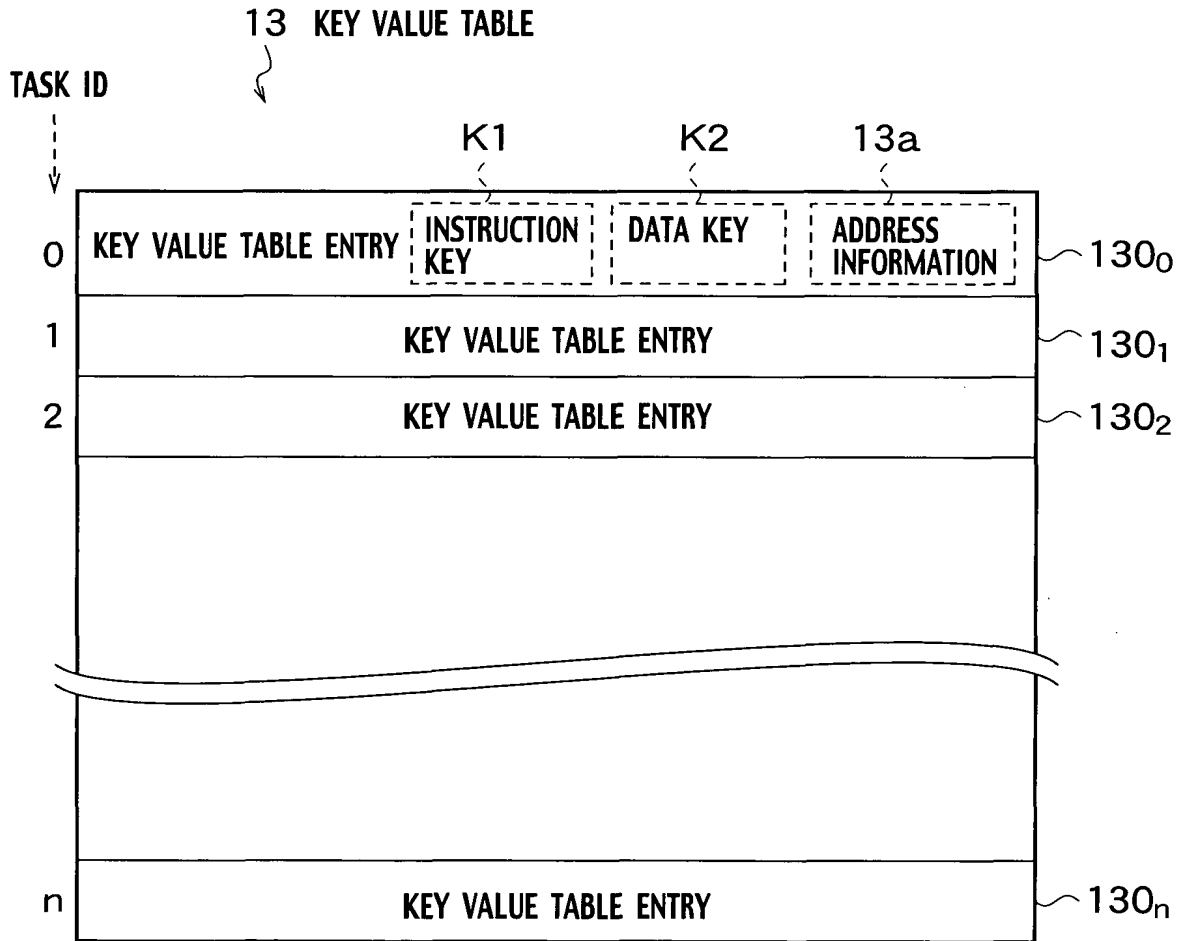 13 KEY VALUE TABLE
TASK ID
K1 K2 13a
0 KEY VALUE TABLE ENTRY INSTRUCTION KEY DATA KEY ADDRESS INFORMATION 130₀
1 KEY VALUE TABLE ENTRY 130₁
2 KEY VALUE TABLE ENTRY 130₂
n KEY VALUE TABLE ENTRY 130ₙ